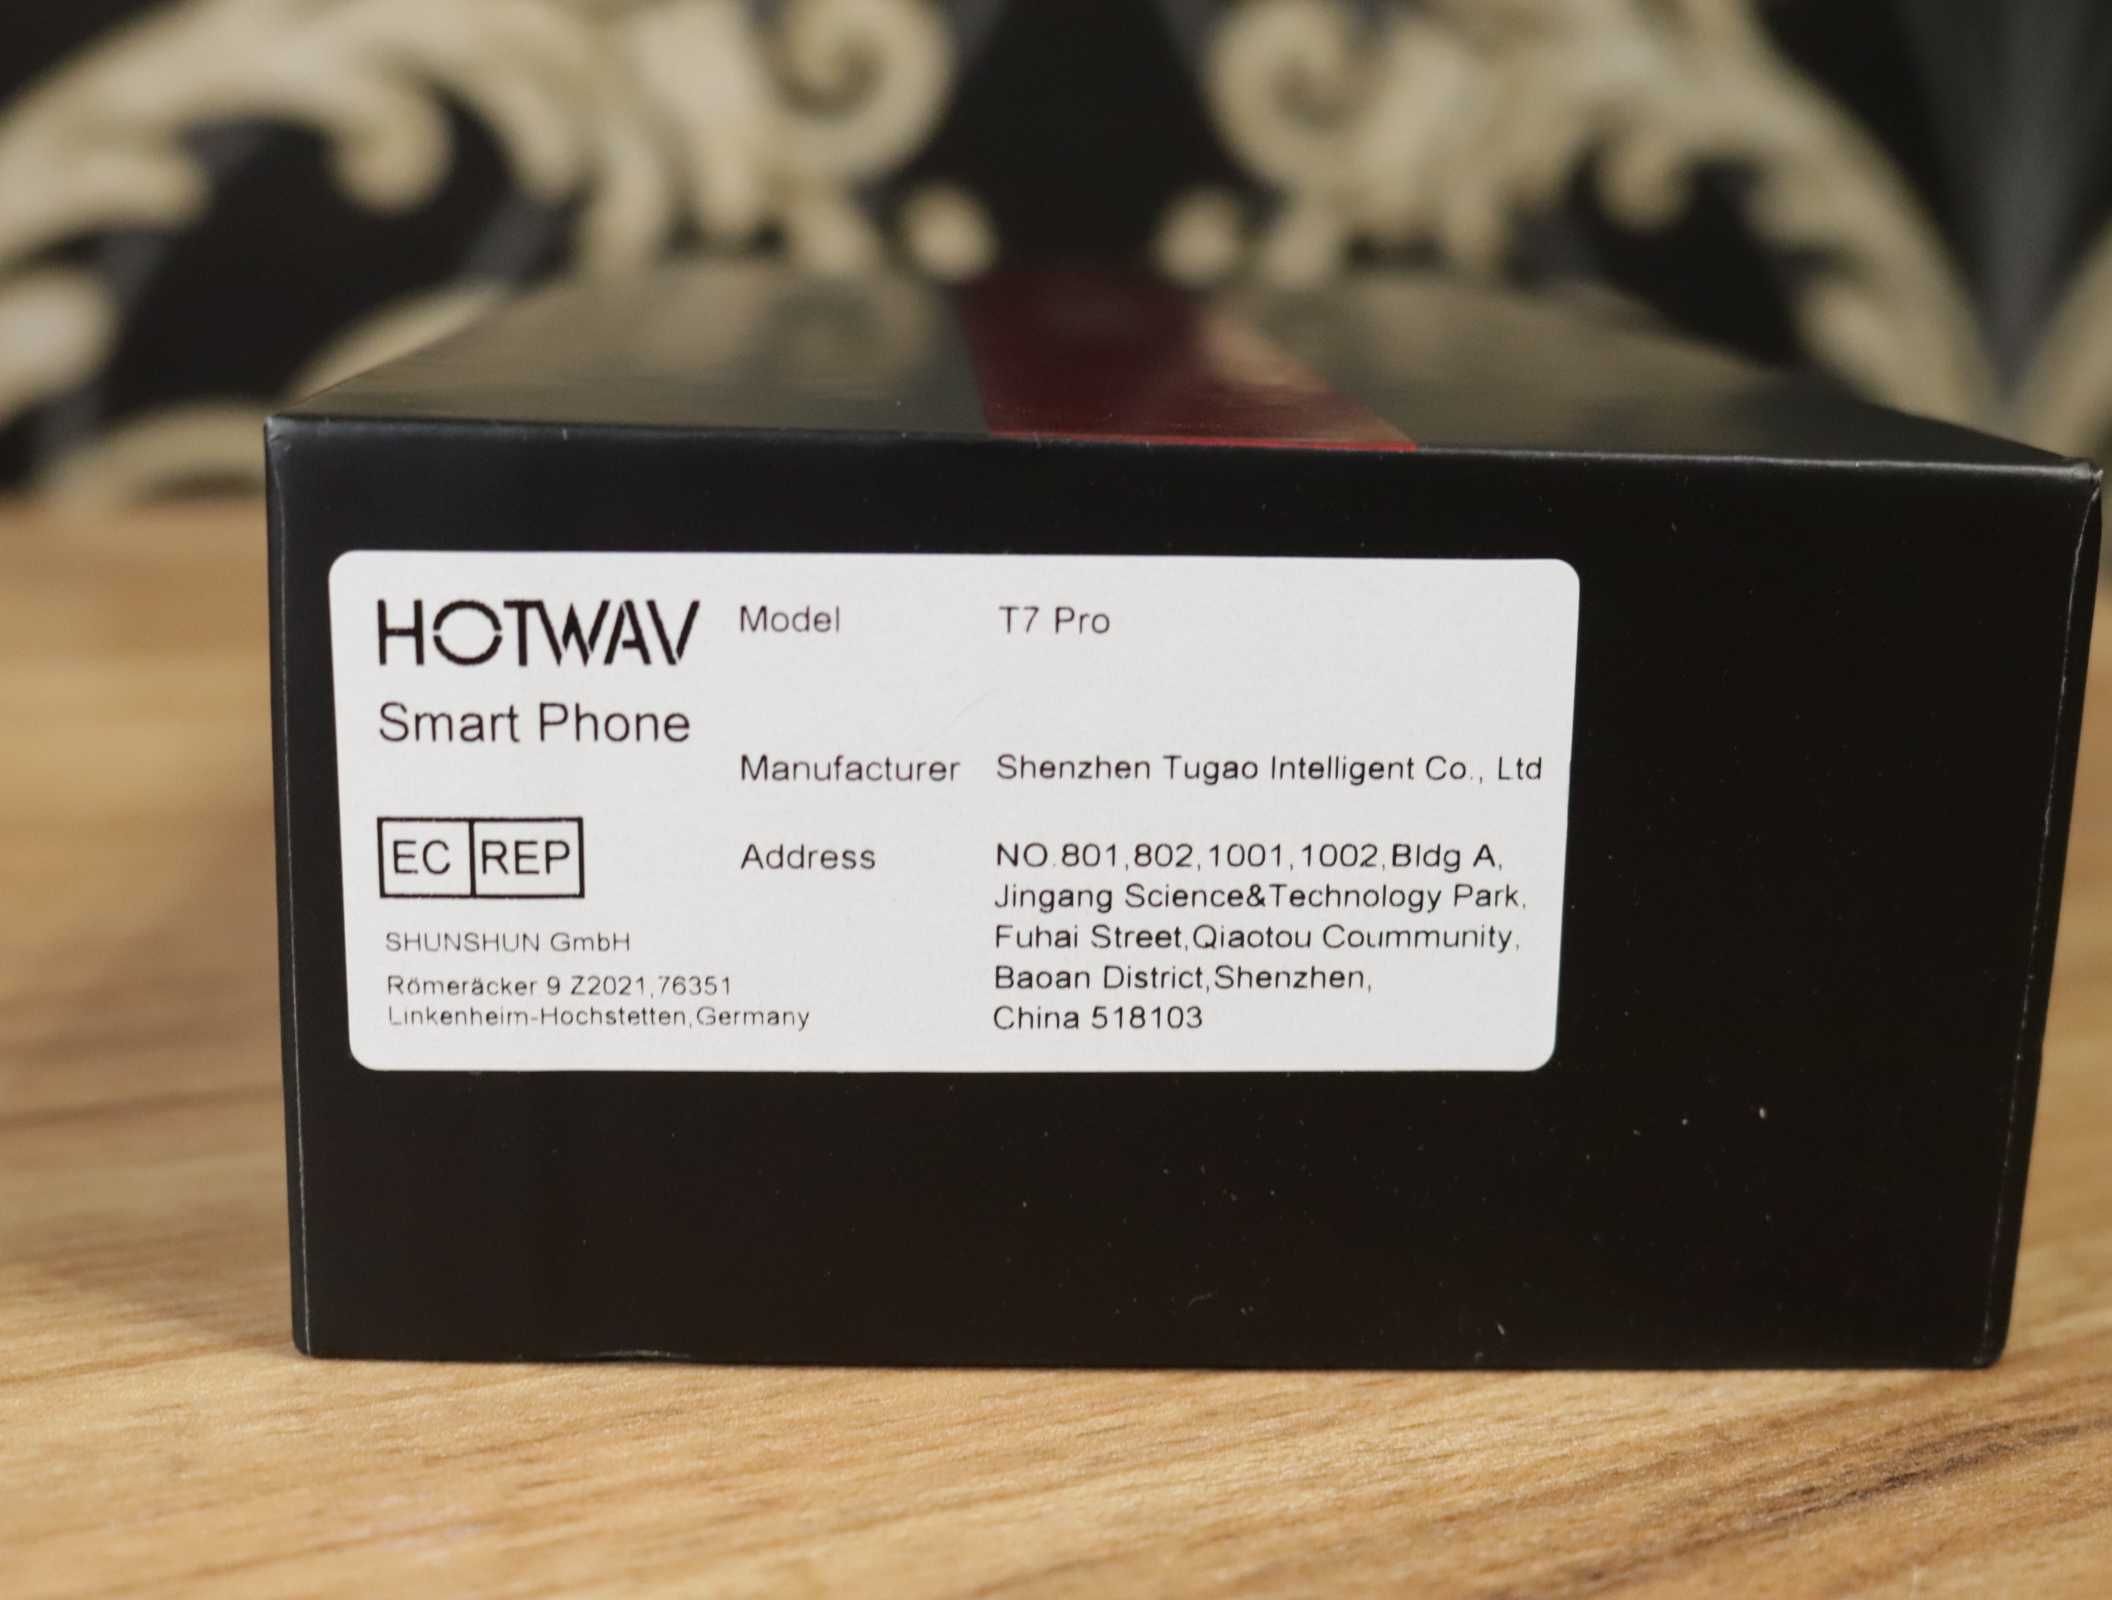 HOTWAV
Smart Phone
EC REP
SHUNSHUN GmbH
Römeräcker 9 Z2021,76351
Linkenheim-Hochstetten,Germany
Model T7 Pro
Manufacturer Shenzhen Tugao Intelligent Co., Ltd
Address NO.801,802,1001,1002,Bldg A,
Jingang Science&Technology Park,
Fuhai Street,Qiaotou Coummunity,
Baoan District,Shenzhen,
China 518103